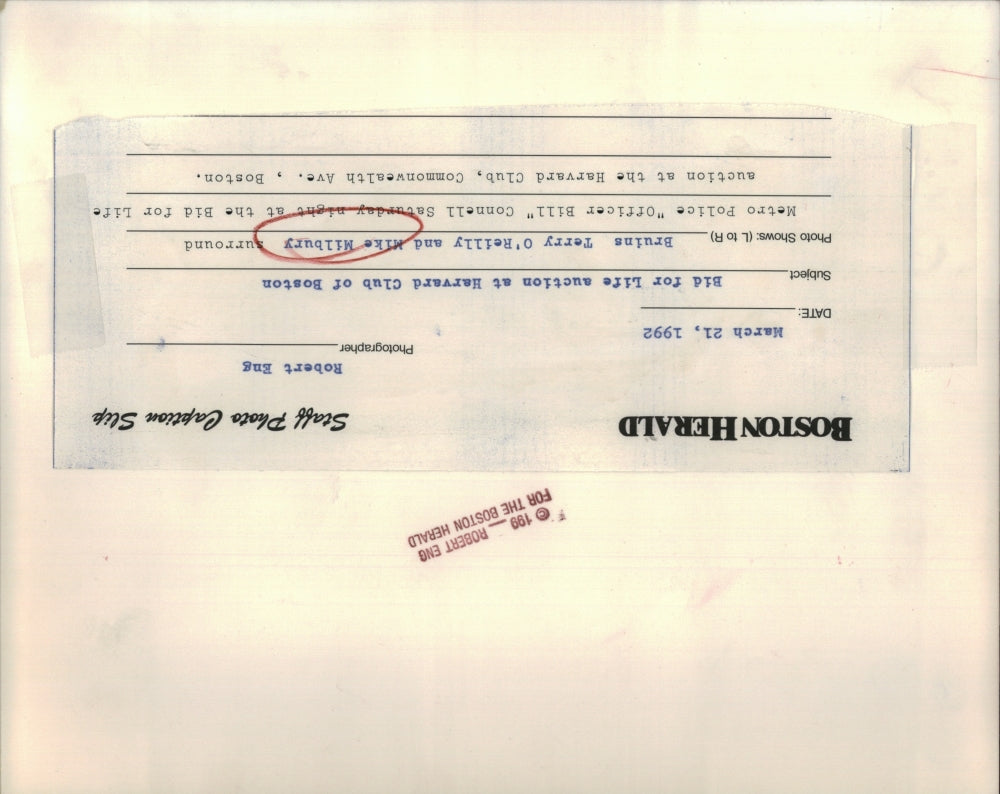 BOSTON HERALD Staff Photo Caption Slip
Robert Eng
March 21, 1992 Photographer
DATE:
Bid for Life auction at Harvard Club of Boston
Subject
Bruins Terry O'Reilly and Mike Milbury surround
Photo Shows: (L to R)
Metro Police "Officer Bill" Connell Saturday night at the Bid for Life
auction at the Harvard Club, Commonwealth Ave. , Boston.
© 199 ROBERT ENG
FOR THE BOSTON HERALD